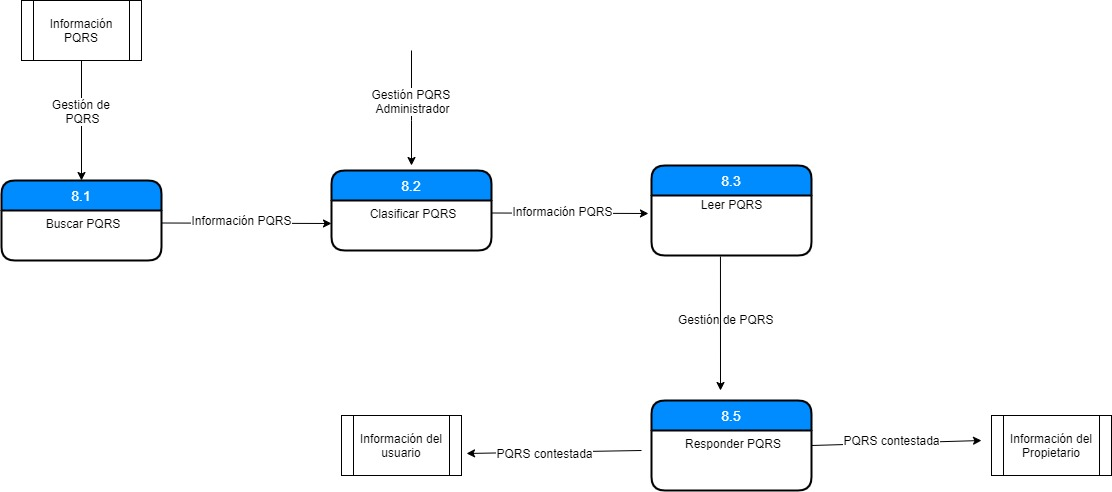 Información
PQRS
Gestión de
PQRS
Gestión PQRS
Administrador
8.1
Buscar PQRS
Información PQRS
8.2
Clasificar PQRS
Información PQRS
8.3
Leer PQRS
Gestión de PQRS
8.5
Responder PQRS
PQRS contestada
Información del
usuario
PQRS contestada
Información del
Propietario